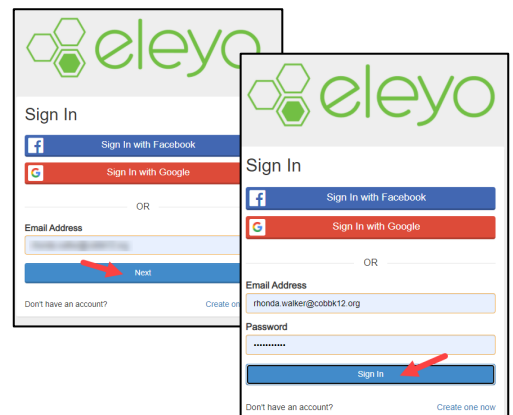 eleyo
Sign In
Sign In with Facebook
Sign In with Google
OR
Email Address
Next
Don't have an account?
Create on
eleyo
Sign In
Sign In with Facebook
Sign In with Google
OR
Email Address
rhonda.walker@cobbk12.org
Password
•••••••••••
Sign In
Don't have an account?
Create one now